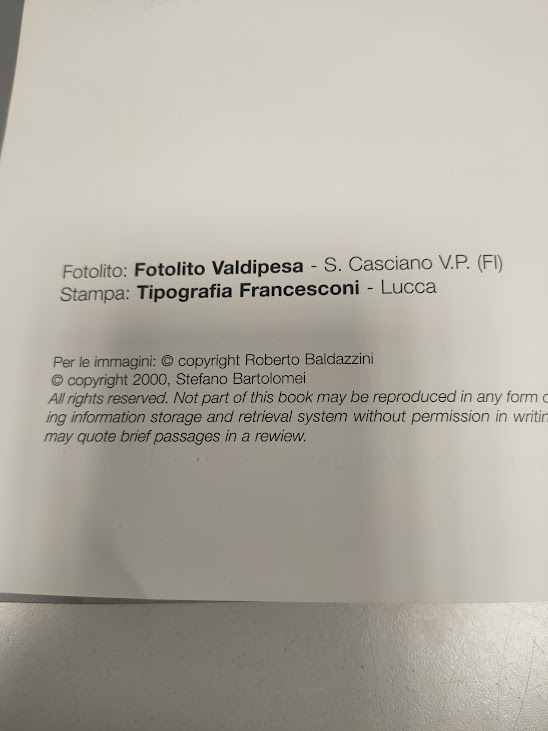 Fotolito: Fotolito Valdipesa - S. Casciano V.P. (FI)
Stampa: Tipografia Francesconi - Lucca
Per le immagini: © copyright Roberto Baldazzini
© copyright 2000, Stefano Bartolomei
All rights reserved. Not part of this book may be reproduced in any form
ing information storage and retrieval system without permission in writin
may quote brief passages in a rewiew.